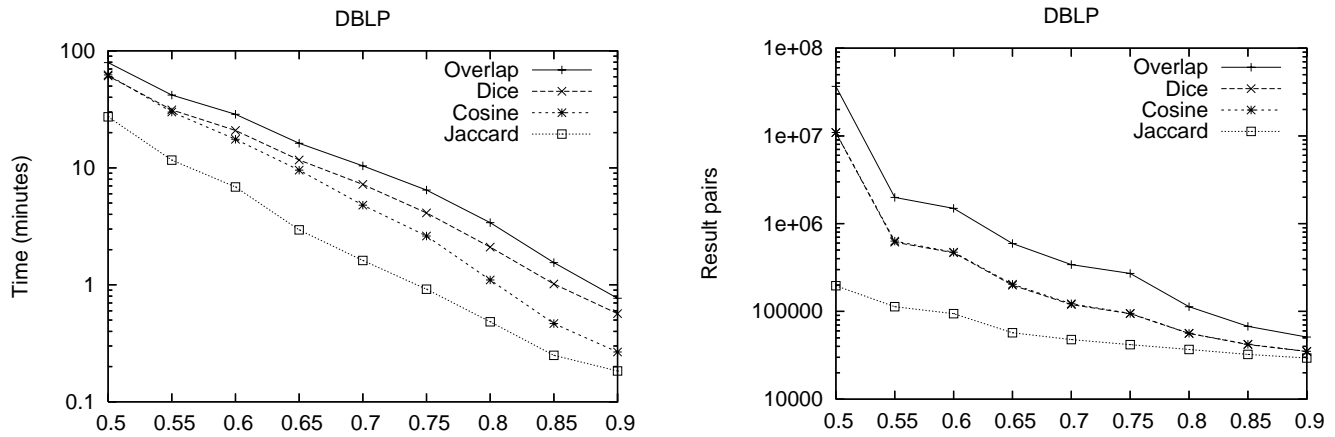 DBLP
100
10
1
0.1
Time (minutes)
0.5 0.55 0.6 0.65 0.7 0.75 0.8 0.85 0.9
Overlap
Dice
Cosine
Jaccard
DBLP
1e+08
1e+07
1e+06
100000
10000
Result pairs
0.5 0.55 0.6 0.65 0.7 0.75 0.8 0.85 0.9
Overlap
Dice
Cosine
Jaccard